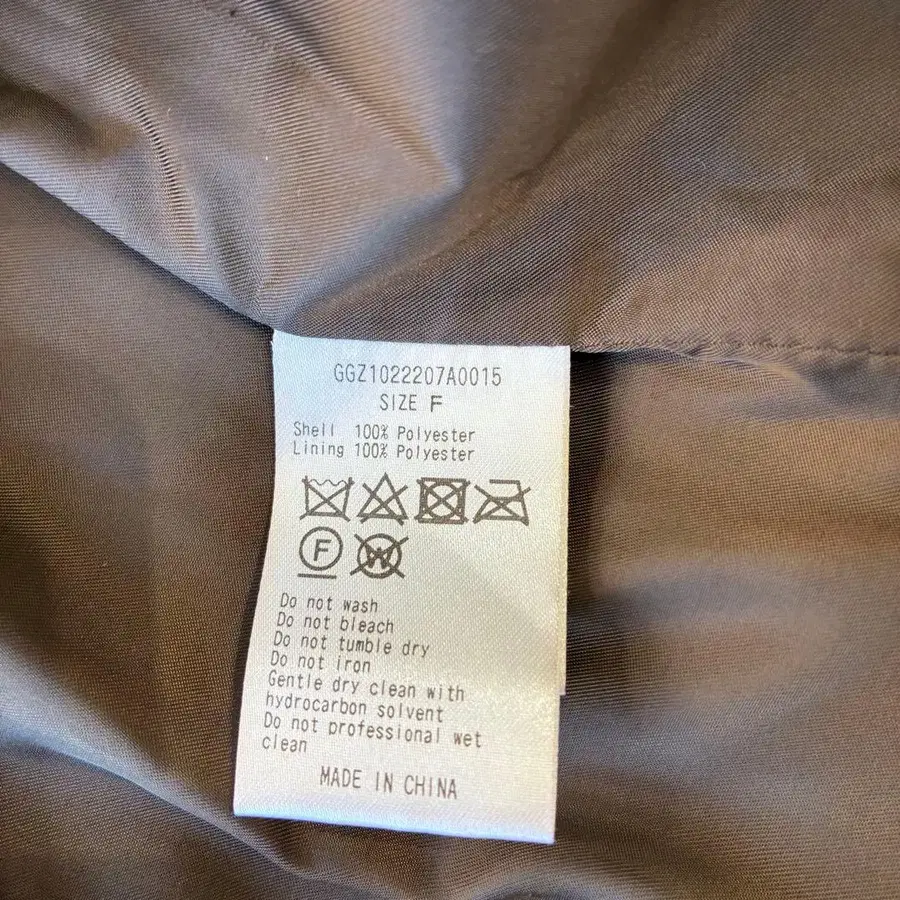 GGZ1022207A0015
SIZE F
Shell 100% Polyester
Lining 100% Polyester
F W
Do not wash
Do not bleach
Do not tumble dry
Do not iron
Gentle dry clean with
hydrocarbon solvent
Do not professional wet
clean
MADE IN CHINA